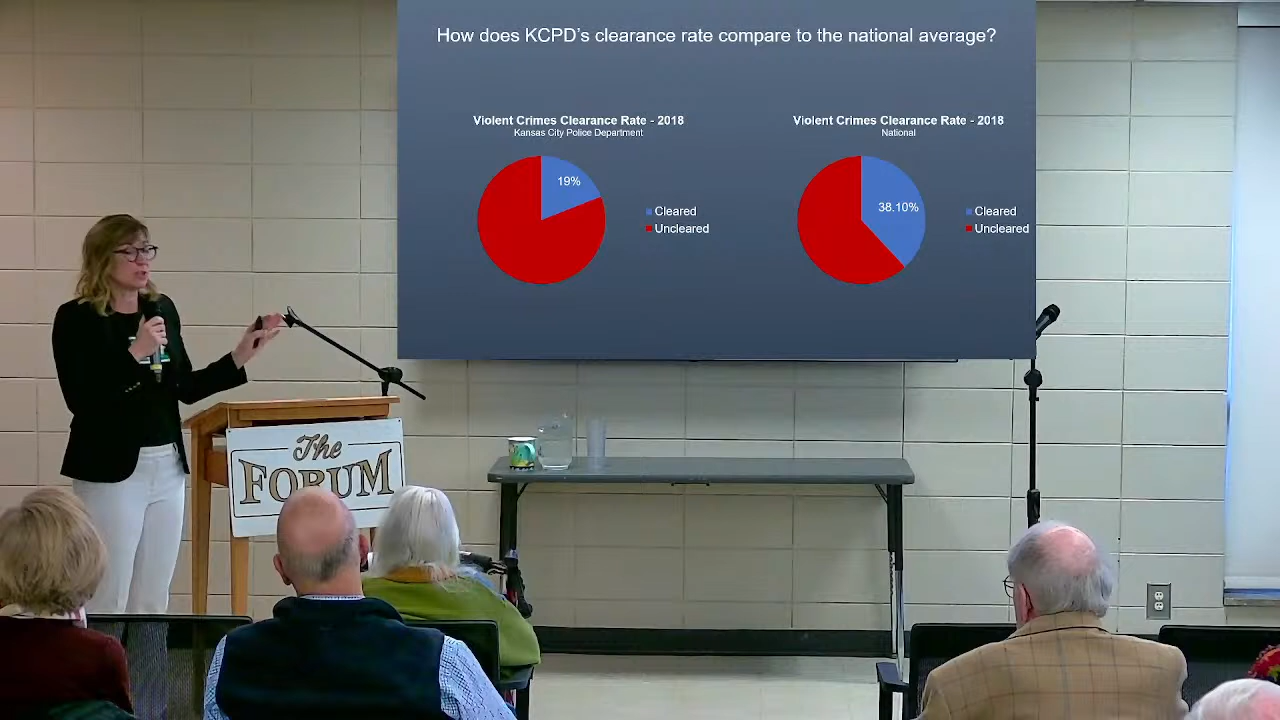 How does KCPD's clearance rate compare to the national average?
Violent Crimes Clearance Rate - 2018
Kansas City Police Department
19%
Cleared
Uncleared
Violent Crimes Clearance Rate - 2018
National
38.10%
Cleared
Uncleared
The
FORUM